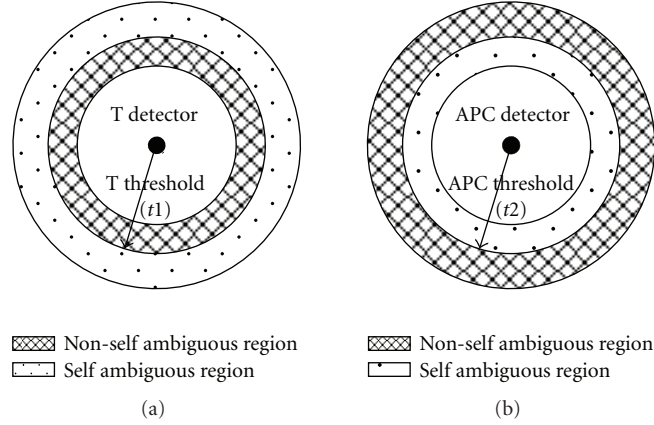 T detector
T threshold
(t1)
Non-self ambiguous region
Self ambiguous region
(a)
APC detector
APC threshold
(t2)
Non-self ambiguous region
Self ambiguous region
(b)